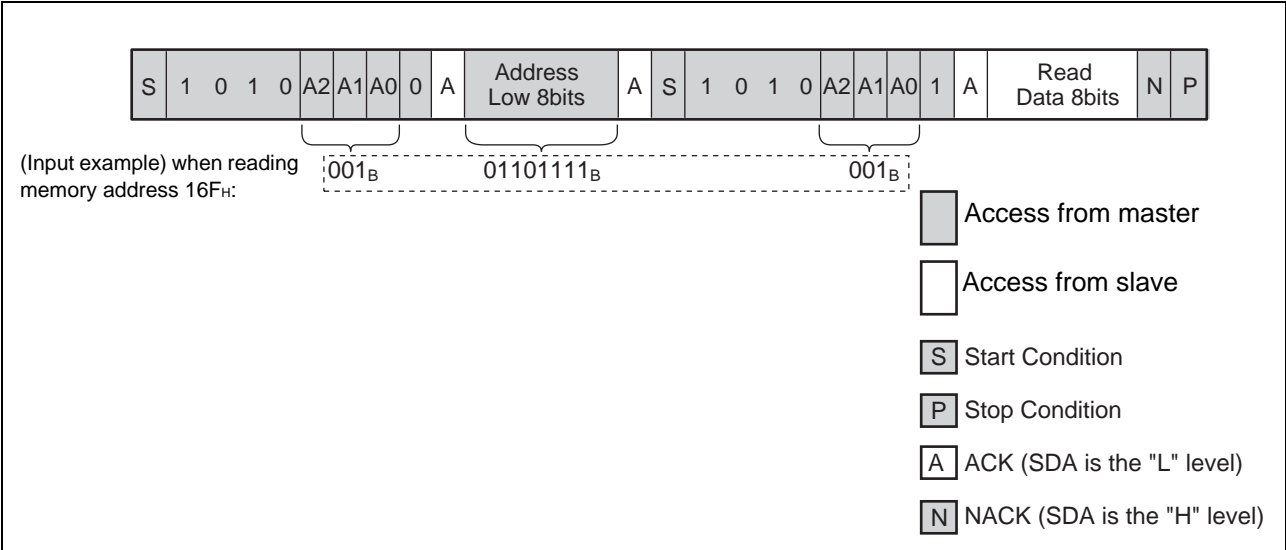 S 1 0 1 0 A2 A1 A0 0 A Address Low 8bits A S 1 0 1 0 A2 A1 A0 1 A Read Data 8bits N P
(Input example) when reading
memory address 16FH:
001B 01101111B 001B
Access from master
Access from slave
S Start Condition
P Stop Condition
A ACK (SDA is the "L" level)
N NACK (SDA is the "H" level)